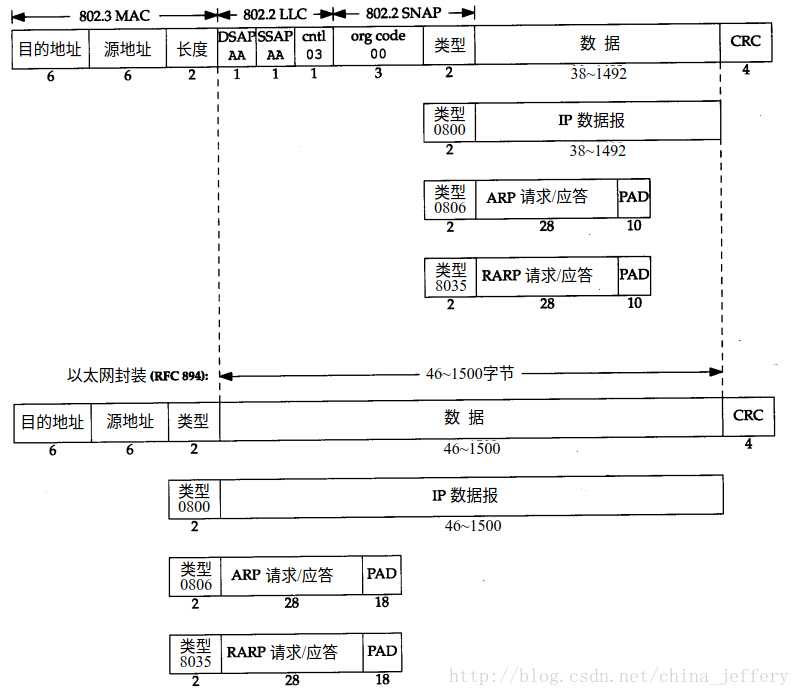 802.3 MAC 802.2 LLC 802.2 SNAP
目的地址 源地址 长度 DSAP AA SSAP AA cntl 03 org code 00 类型 数 据 CRC
6 6 2 1 1 1 3 2 38~1492 4
类型 0800 IP 数据报
2 38~1492
类型 0806 ARP 请求/应答 PAD
2 28 10
类型 8035 RARP 请求/应答 PAD
2 28 10
以太网封装 (RFC 894): 46~1500字节
目的地址 源地址 类型 数 据 CRC
6 6 2 46~1500 4
类型 0800 IP 数据报
2 46~1500
类型 0806 ARP 请求/应答 PAD
2 28 18
类型 8035 RARP 请求/应答 PAD
2 28 18
http://blog.csdn.net/china_jeffery